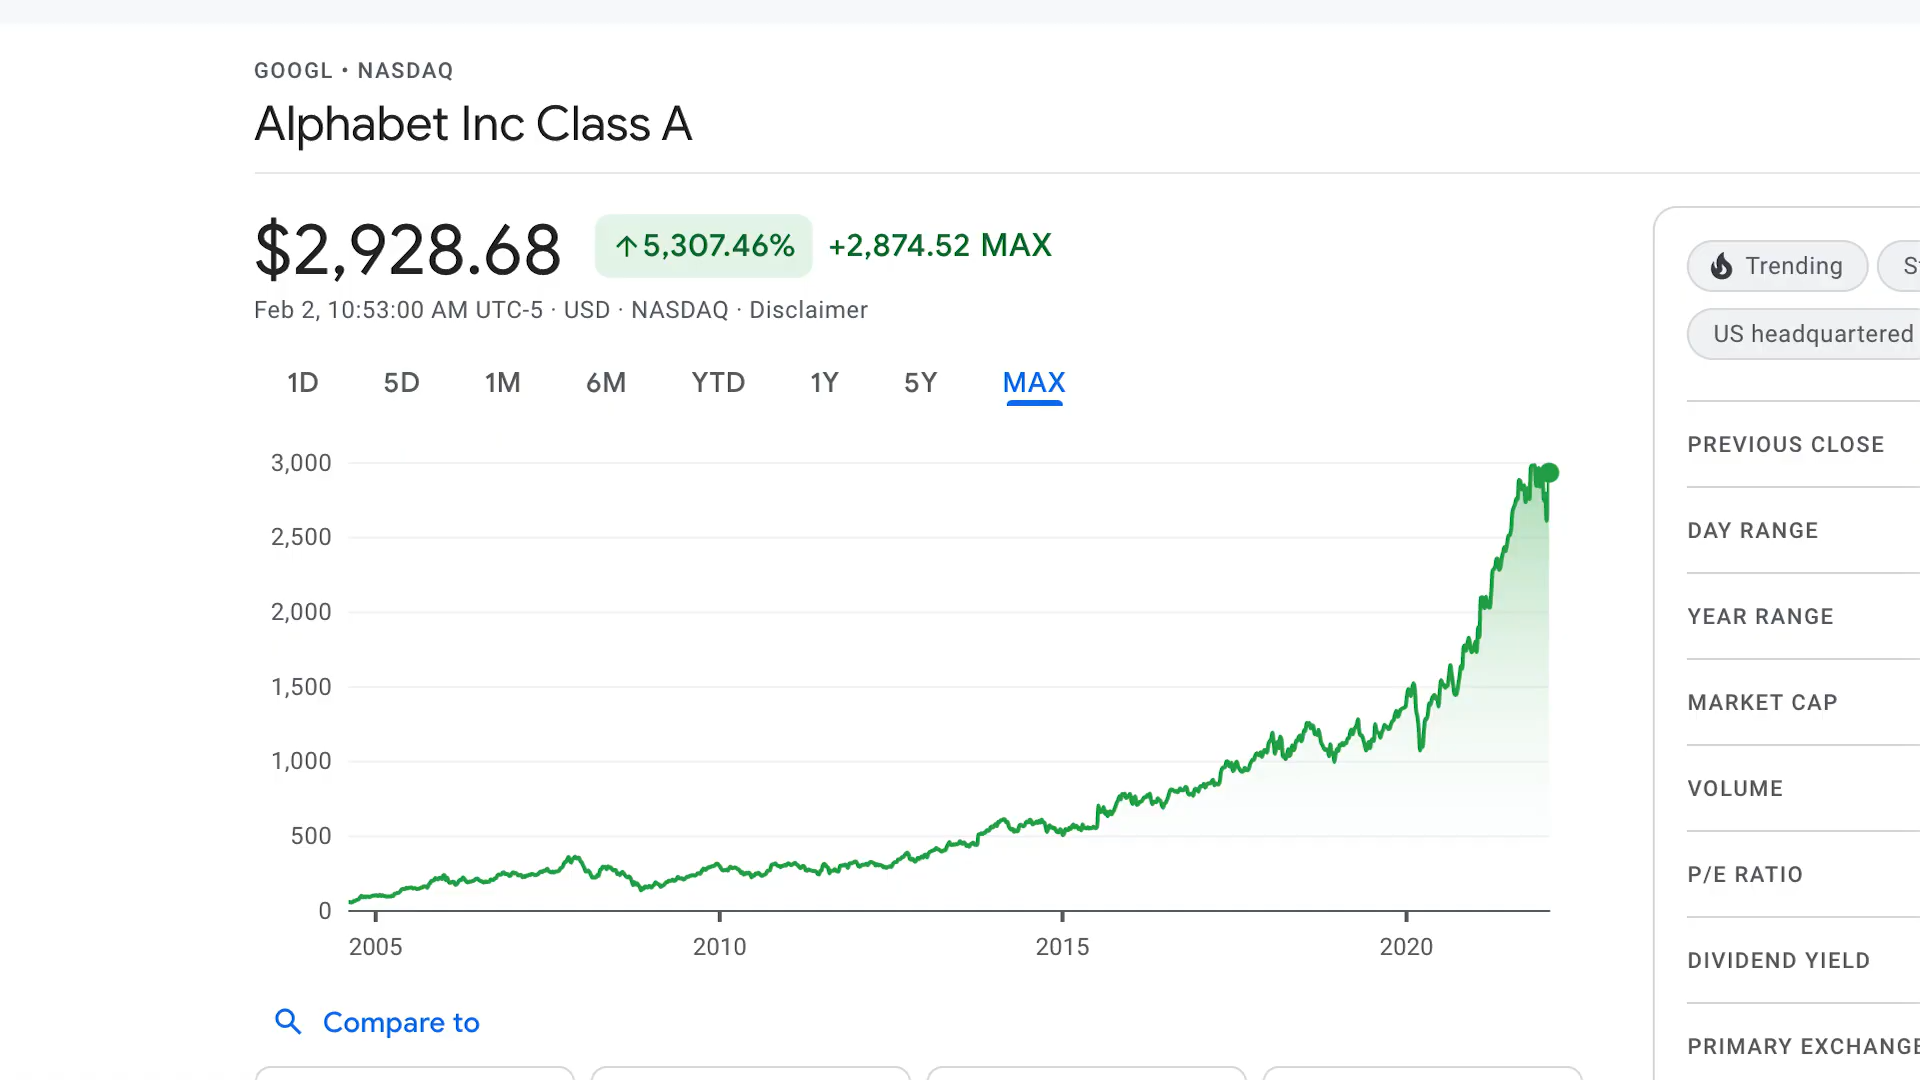 GOOGL • NASDAQ
Alphabet Inc Class A
$2,928.68 ↑5,307.46% +2,874.52 MAX
Feb 2, 10:53:00 AM UTC-5 · USD · NASDAQ · Disclaimer
1D 5D 1M 6M YTD 1Y 5Y MAX
3,000
2,500
2,000
1,500
1,000
500
0
2005 2010 2015 2020
Compare to
Trending
US headquartered
PREVIOUS CLOSE
DAY RANGE
YEAR RANGE
MARKET CAP
VOLUME
P/E RATIO
DIVIDEND YIELD
PRIMARY EXCHANGE